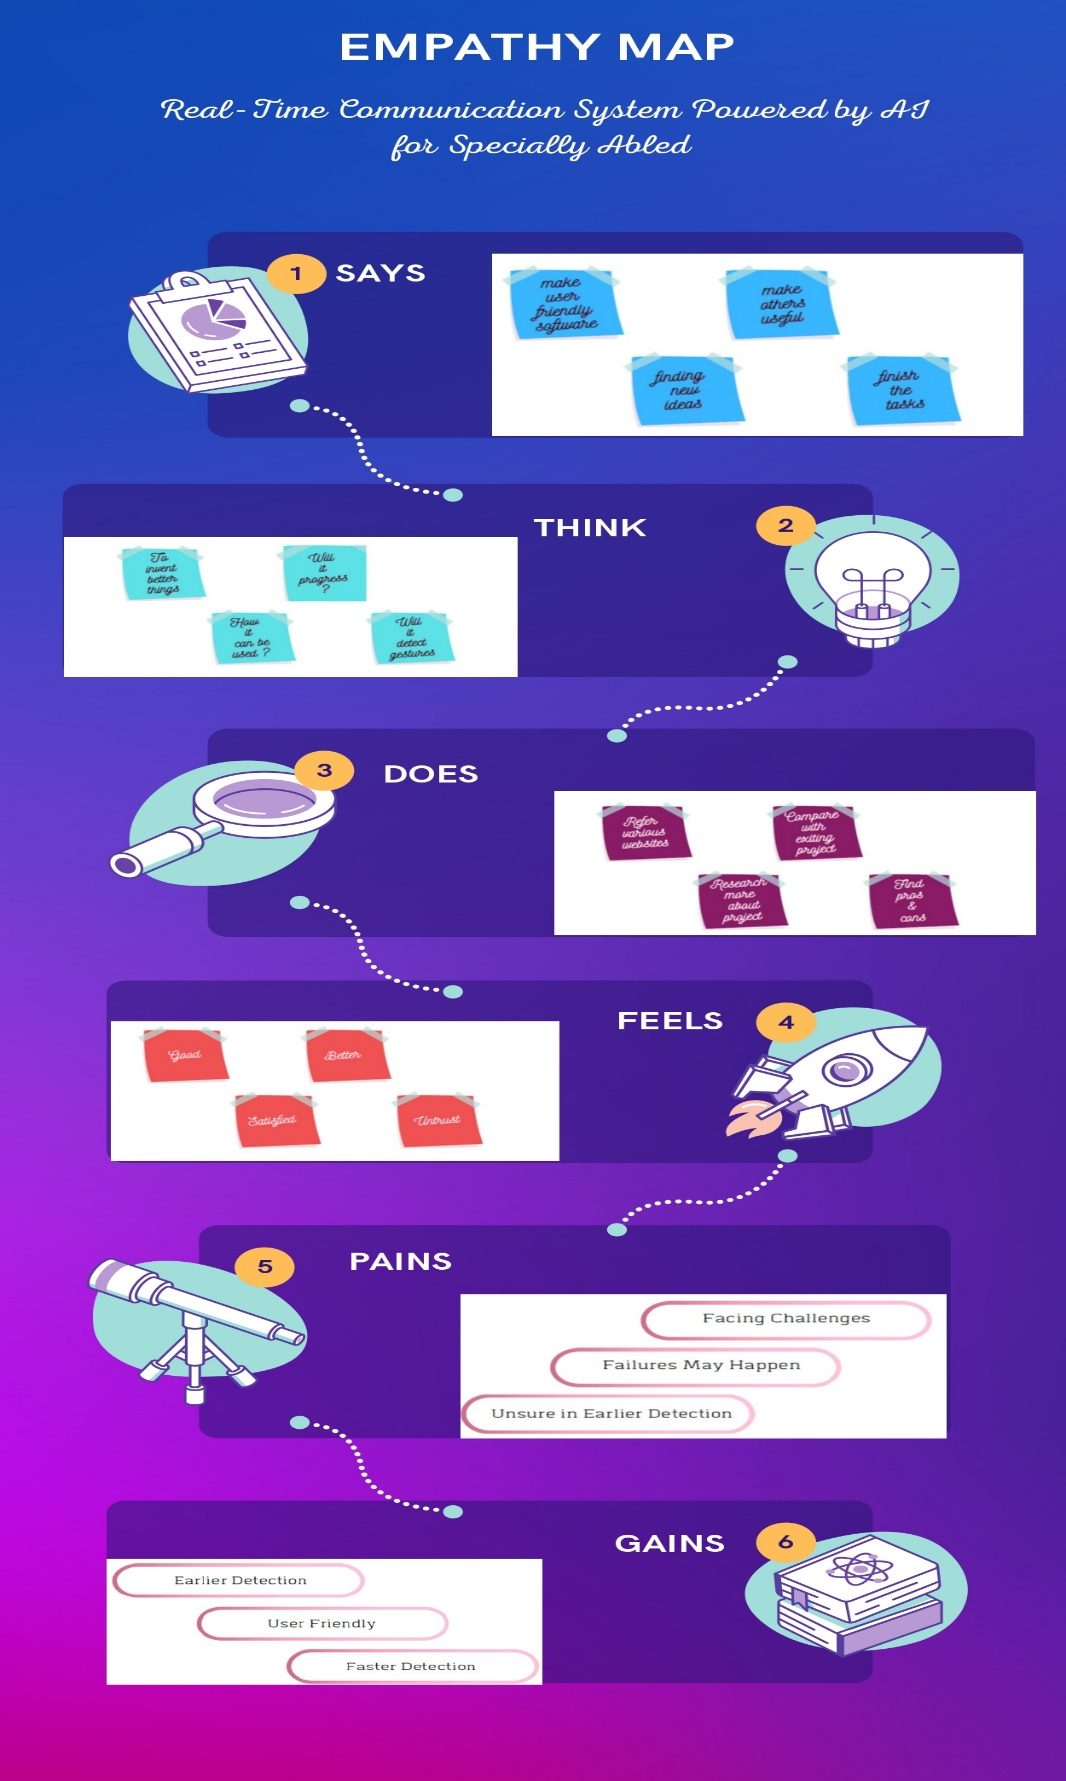 EMPATHY MAP
Real-Time Communication System Powered by AI
for Specially Abled
1 SAYS
make
user
friendly
software
make
others
useful
finding
new
ideas
finish
the
tasks
THINK 2
To
invent
better
things
Will
it
progress
?
How
it
can be
used ?
Will
it
detect
gestures
3 DOES
Refer
various
websites
Compare
with
exiting
project
Research
more
about
project
Find
pros
&
cons
FEELS 4
Good
Better
Satisfied
Untrust
5 PAINS
Facing Challenges
Failures May Happen
Unsure in Earlier Detection
GAINS 6
Earlier Detection
User Friendly
Faster Detection